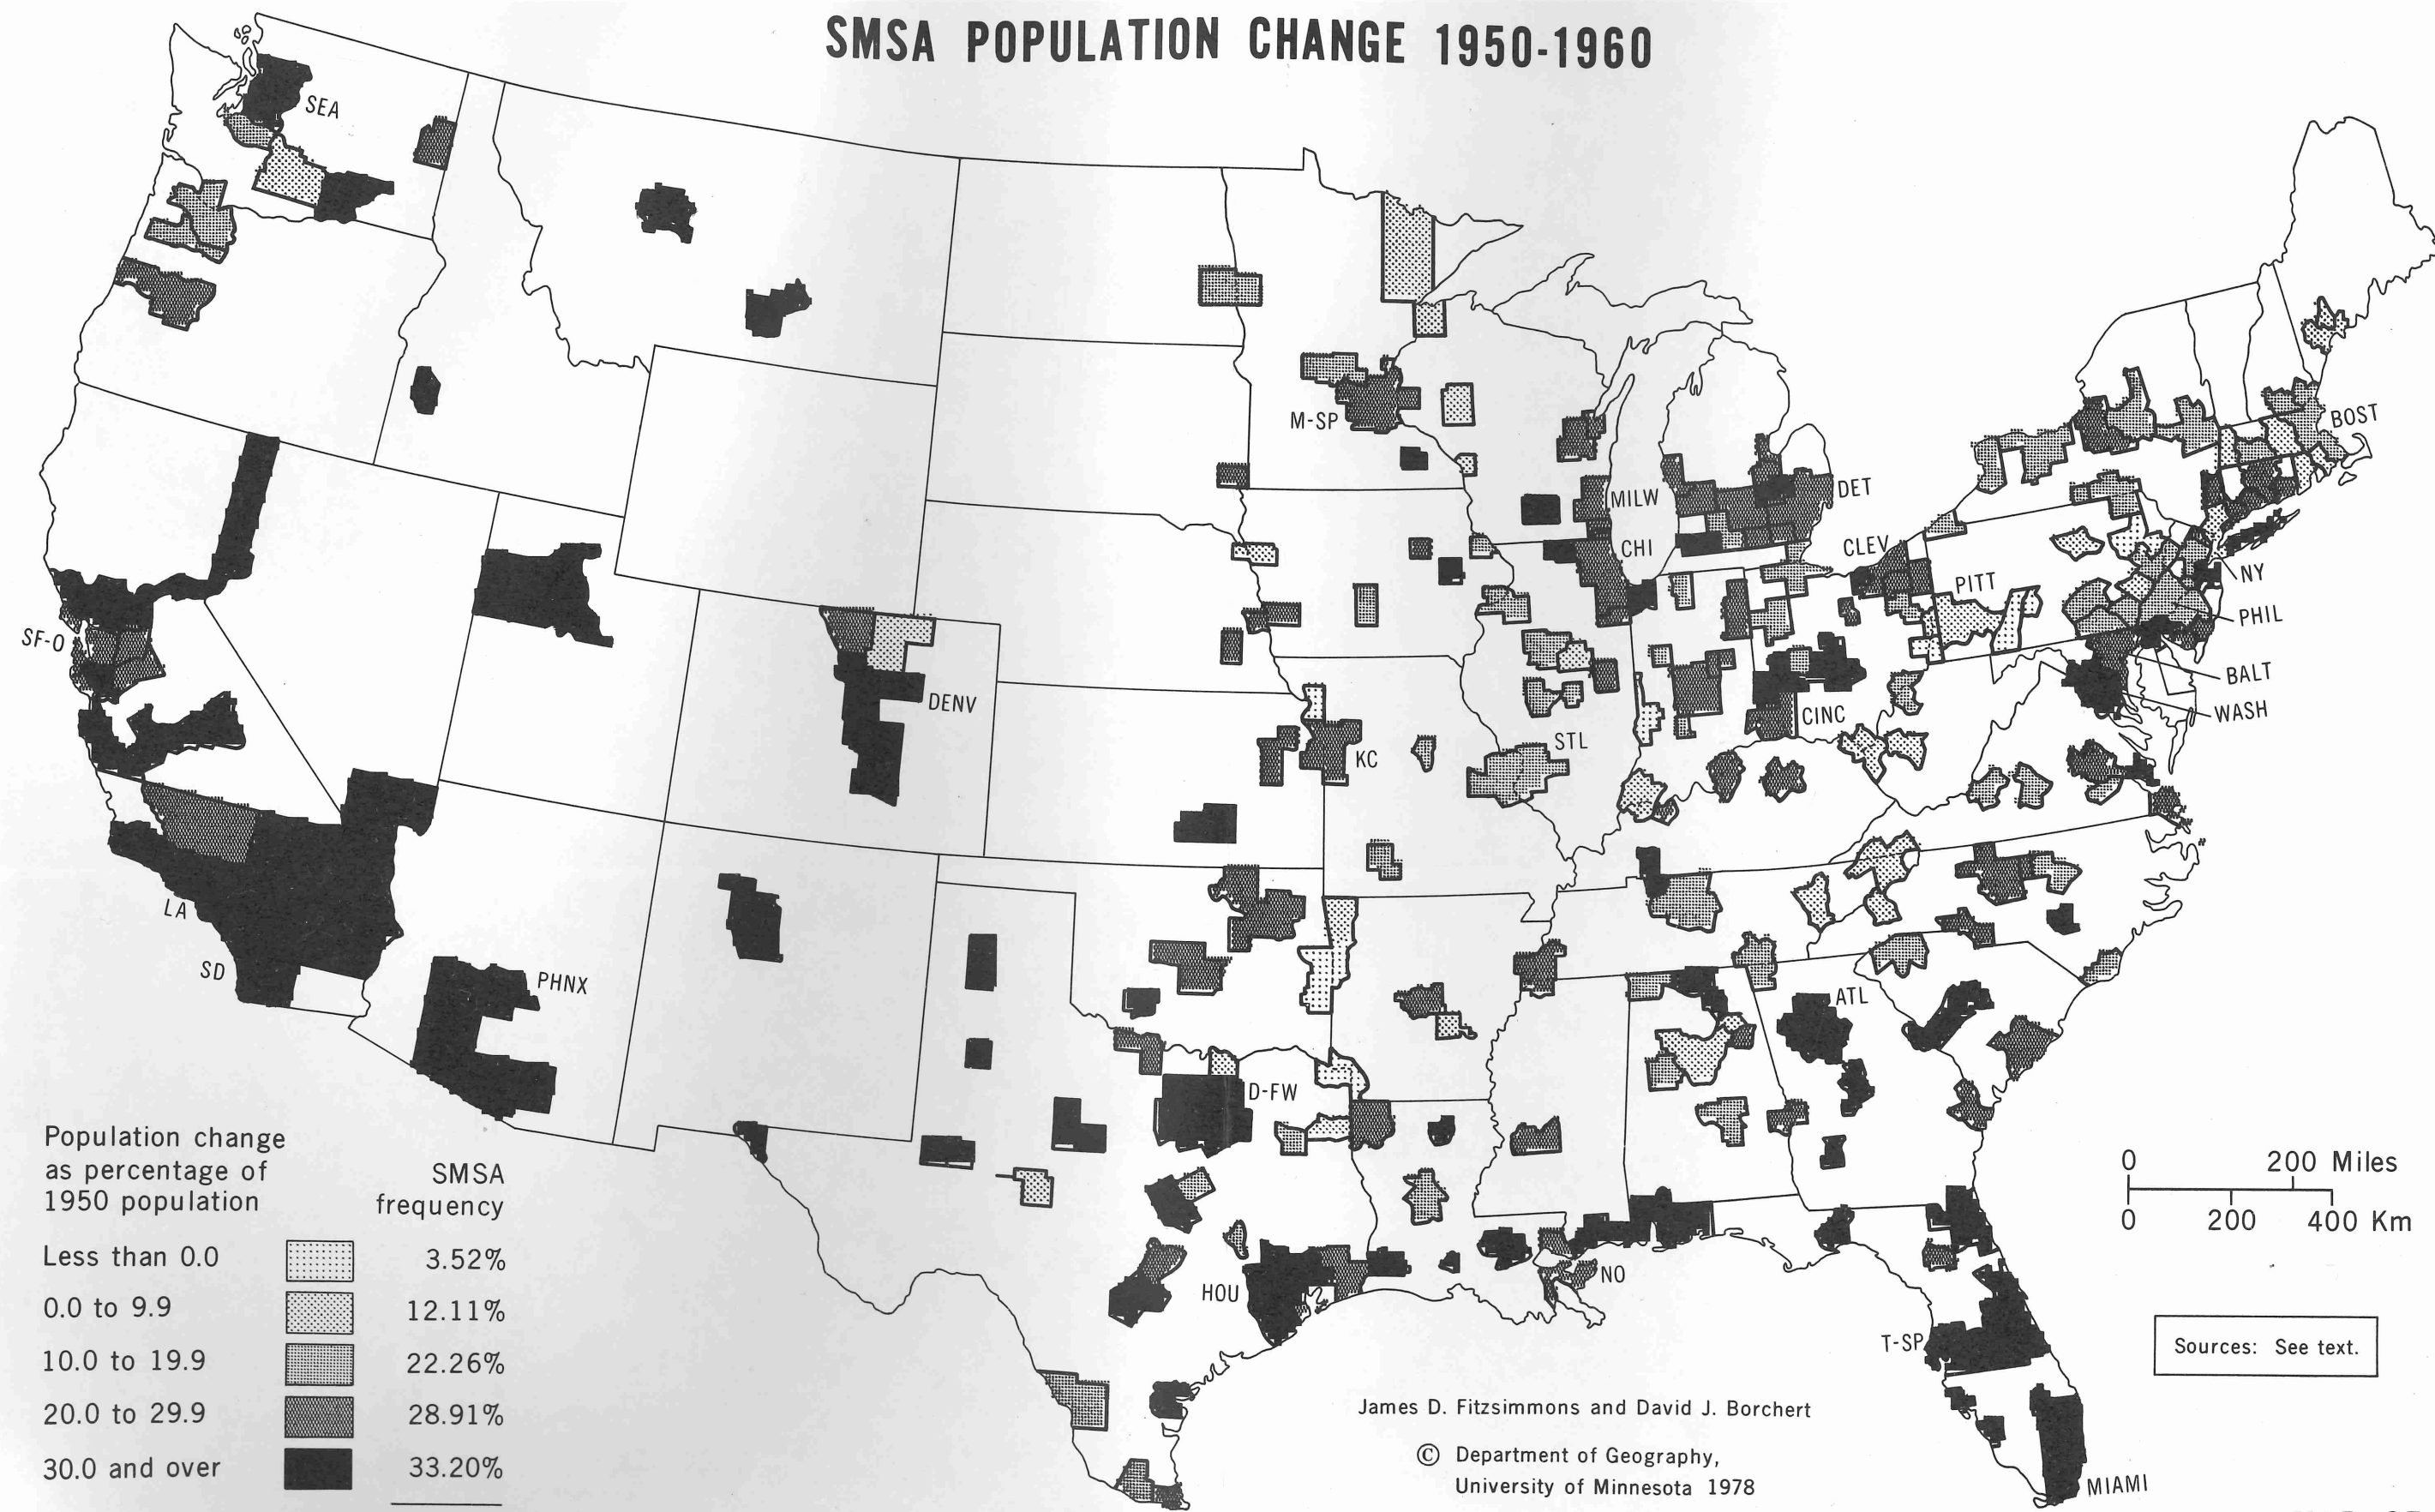 SMSA POPULATION CHANGE 1950-1960
SEA
M-SP
BOST
MILW
DET
CHI
CLEV
PITT
NY
PHIL
SF-O
BALT
DENV
WASH
CINC
STL
KC
LA
SD
PHNX
ATL
D-FW
HOU
NO
T-SP
MIAMI
Population change
as percentage of
1950 population
SMSA
frequency
Less than 0.0 3.52%
0.0 to 9.9 12.11%
10.0 to 19.9 22.26%
20.0 to 29.9 28.91%
30.0 and over 33.20%
0 200 Miles
0 200 400 Km
Sources: See text.
James D. Fitzsimmons and David J. Borchert
© Department of Geography,
University of Minnesota 1978